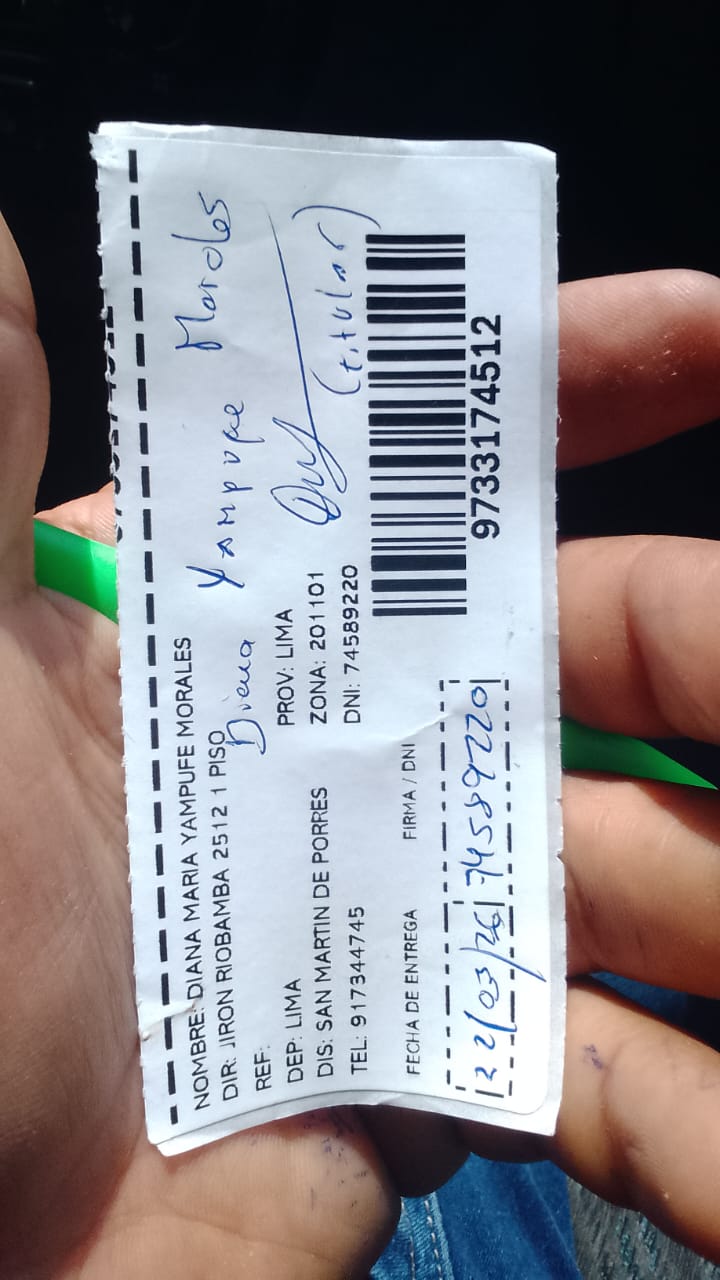 NOMBRE: DIANA MARIA YAMPUFE MORALES
DIR: JIRON RIOBAMBA 2512 1 PISO
Diana Yampufe Morales
REF:
DEP: LIMA PROV: LIMA
DIS: SAN MARTIN DE PORRES ZONA: 201101
TEL: 917344745 DNI: 74589220
(titular)
9733174512
FECHA DE ENTREGA FIRMA / DNI
22/03/26 74589220